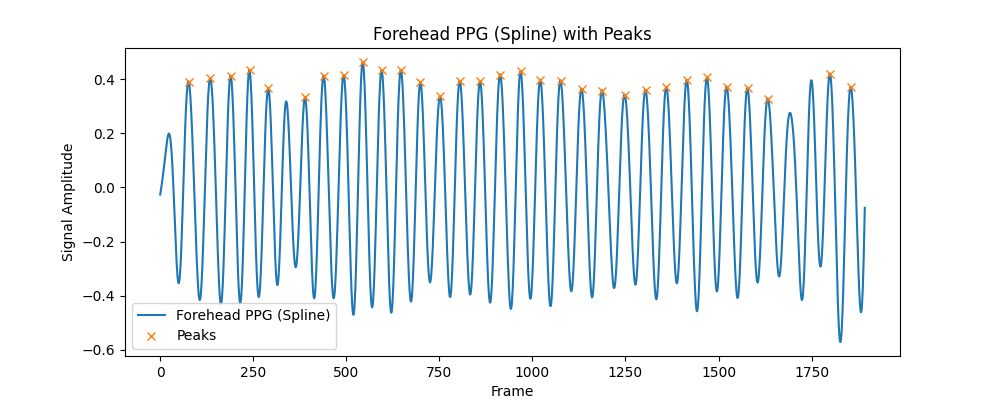 Forehead PPG (Spline) with Peaks
Signal Amplitude
0.4
0.2
0.0
−0.2
−0.4
−0.6
Forehead PPG (Spline)
Peaks
0 250 500 750 1000 1250 1500 1750
Frame